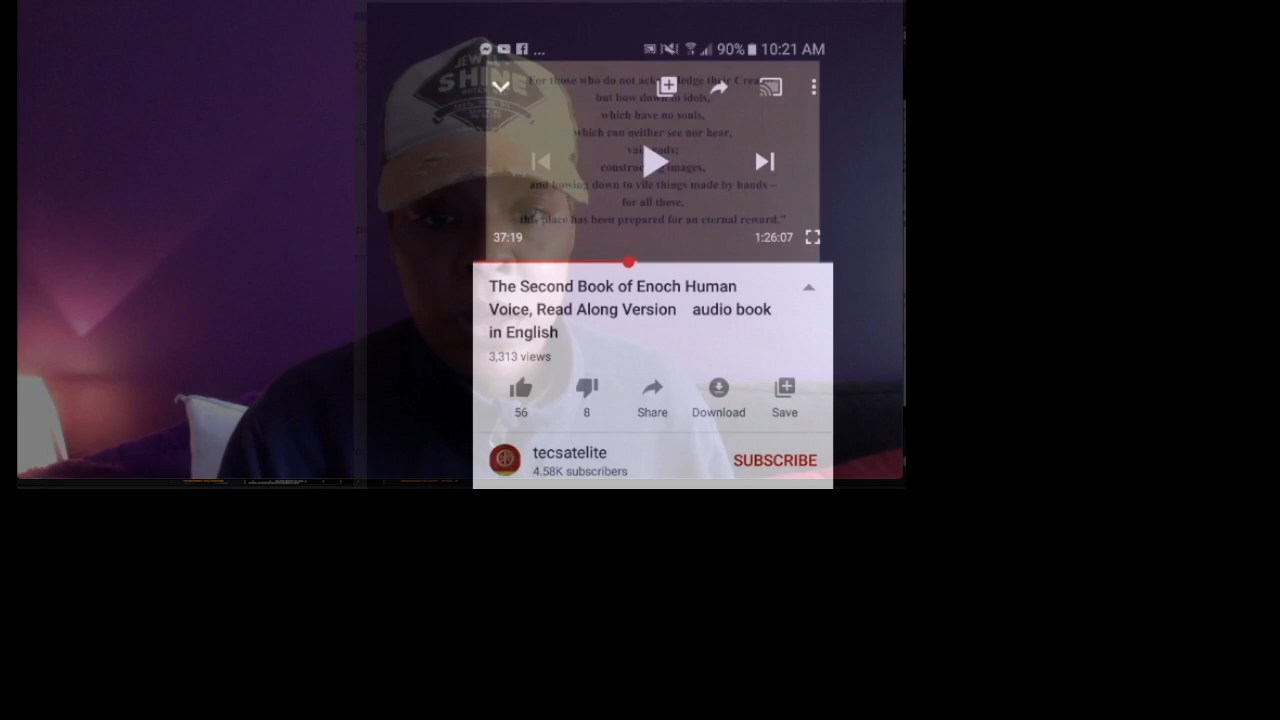 90% 10:21 AM
JEWEL
SHINE
For those who do not acknowledge their
but bow down to idols,
which have no souls,
which can neither see nor hear,
vain gods;
constructing images,
and bowing down to vile things made by hands –
for all these,
this place has been prepared for an eternal reward."
37:19 1:26:07
The Second Book of Enoch Human
Voice, Read Along Version audio book
in English
3,313 views
56 8 Share Download Save
tecsatelite
4.58K subscribers
SUBSCRIBE